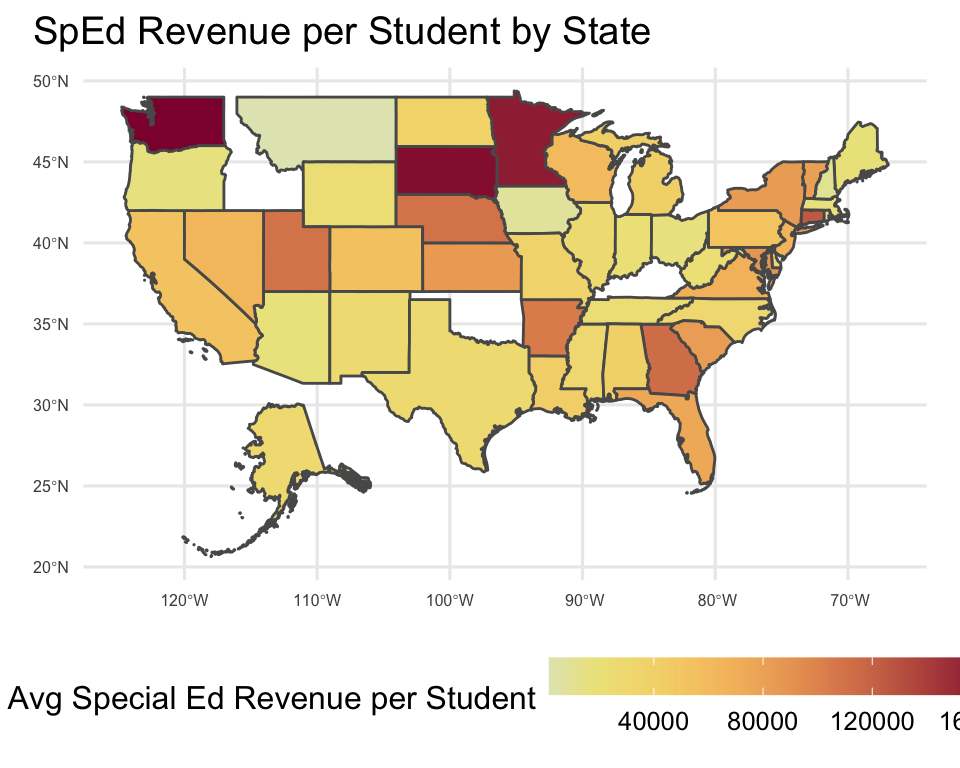 SpEd Revenue per Student by State
50°N
45°N
40°N
35°N
30°N
25°N
20°N
120°W 110°W 100°W 90°W 80°W 70°W
Avg Special Ed Revenue per Student
40000 80000 120000 16